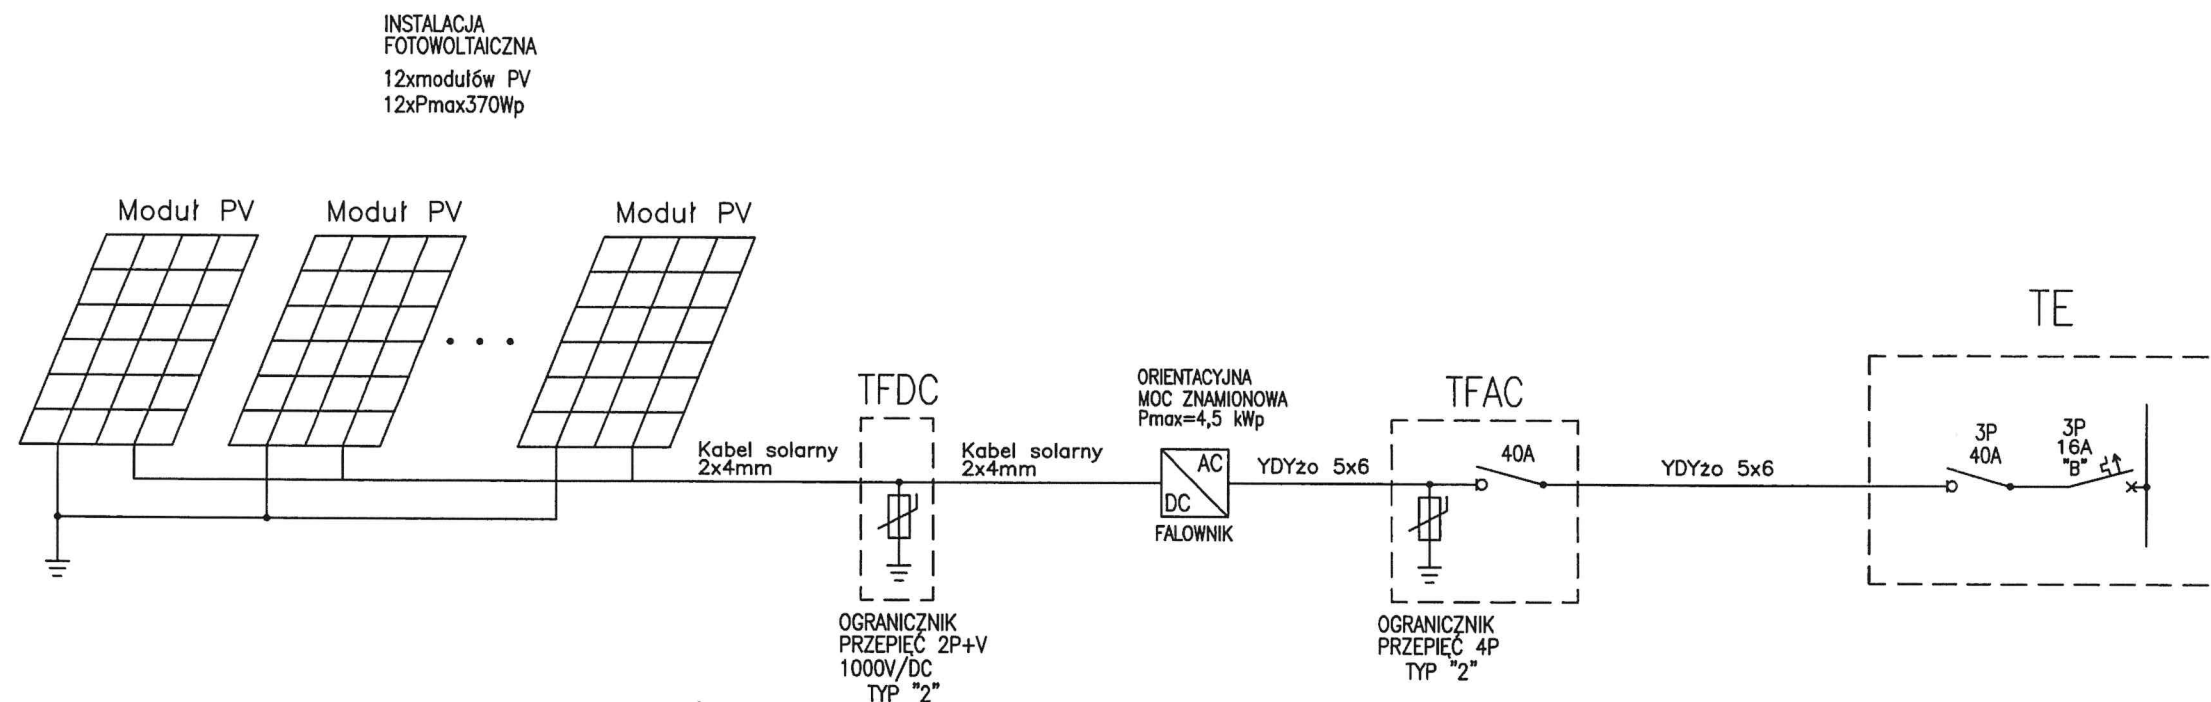 INSTALACJA
FOTOWOLTAICZNA
12xmodułów PV
12xPmax370Wp
Moduł PV
Moduł PV
Moduł PV
Kabel solarny
2x4mm
TFDC
OGRANICZNIK
PRZEPIĘĆ 2P+V
1000V/DC
TYP "2"
Kabel solarny
2x4mm
ORIENTACYJNA
MOC ZNAMIONOWA
Pmax=4,5 kWp
AC
DC
FALOWNIK
YDYżo 5x6
TFAC
40A
OGRANICZNIK
PRZEPIĘĆ 4P
TYP "2"
YDYżo 5x6
TE
3P
40A
3P
16A
"B"